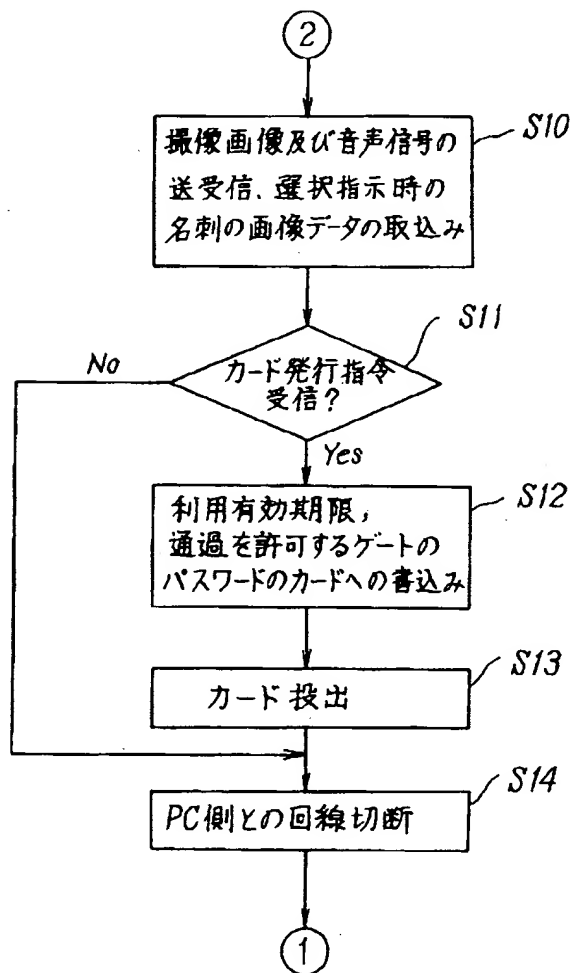 2
撮像画像及び音声信号の
送受信、選択指示時の
名刺の画像データの取込み
S10
カード発行指令
受信?
S11
No
Yes
利用有効期限,
通過を許可するゲートの
パスワードのカードへの書込み
S12
カード投出
S13
PC側との回線切断
S14
1